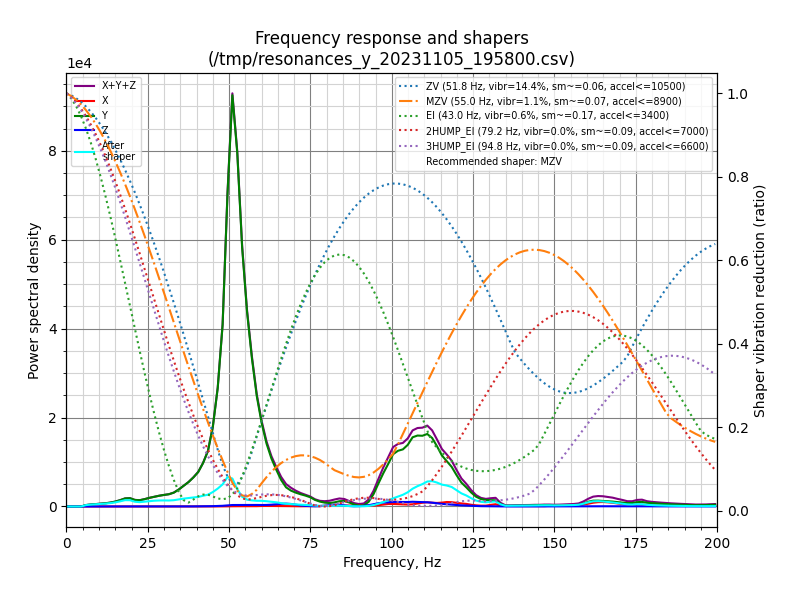 Frequency response and shapers
(/tmp/resonances_y_20231105_195800.csv)
1e4
X+Y+Z
X
Y
Z
After
shaper
ZV (51.8 Hz, vibr=14.4%, sm~=0.06, accel<=10500)
MZV (55.0 Hz, vibr=1.1%, sm~=0.07, accel<=8900)
EI (43.0 Hz, vibr=0.6%, sm~=0.17, accel<=3400)
2HUMP_EI (79.2 Hz, vibr=0.0%, sm~=0.09, accel<=7000)
3HUMP_EI (94.8 Hz, vibr=0.0%, sm~=0.09, accel<=6600)
Recommended shaper: MZV
Power spectral density
8
6
4
2
0
1.0
0.8
0.6
0.4
0.2
0.0
Shaper vibration reduction (ratio)
0 25 50 75 100 125 150 175 200
Frequency, Hz